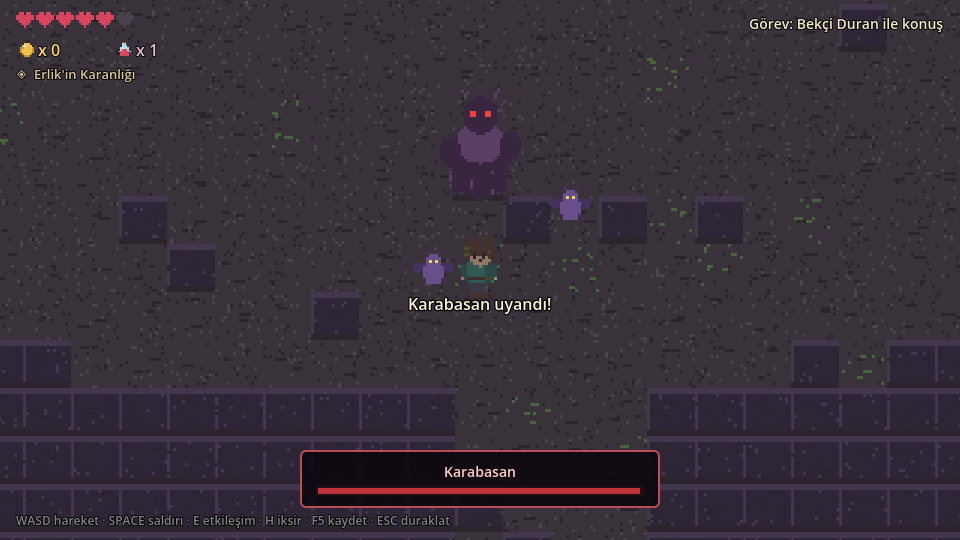 Görev: Bekçi Duran ile konuş
x 0
x 1
Erlik'in Karanlığı
Karabasan uyandı!
Karabasan
WASD hareket · SPACE saldırı · E etkileşim · H iksir · F5 kaydet · ESC duraklat